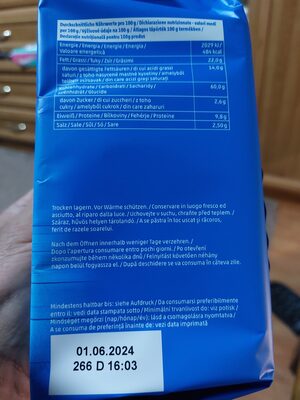 Durchschnittliche Nährwerte pro 100 g / Dichiarazione nutrizionale - valori medi
per 100 g / Výživové údaje na 100 g / Átlagos tápérték 100 g termékben /
Declarație nutrițională pentru 100g produs
Energie / Energia / Energie / Energia / Energie /
Valoare energetică
2029 kJ
484 kcal
Fett / Grassi / Tuky / Zsír / Grăsimi
22,0 g
davon gesättigte Fettsäuren / di cui acidi grassi
saturi / z toho nasycené mastné kyseliny / amelyből
telített zsírsavak / din care acizi grași saturați
14,0 g
Kohlenhydrate / Carboidrati / Sacharidy /
Szénhidrát / Glucide
60,0 g
davon Zucker / di cui zuccheri / z toho
cukry / amelyből cukrok / din care zaharuri
2,6 g
Eiweiß / Proteine / Bílkoviny / Fehérje / Proteine
9,8 g
Salz / Sale / Sůl / Só / Sare
2,50 g
Trocken lagern. Vor Wärme schützen. / Conservare in luogo fresco ed
asciutto, al riparo dalla luce. / Uchovejte v suchu, chraňte před teplem. /
Száraz, hűvös helyen tárolandó. / A se păstra în loc uscat și răcoros,
ferit de razele soarelui.
Nach dem Öffnen innerhalb weniger Tage verzehren. /
Dopo l'apertura consumare entro pochi giorni. / Po otevření
zkonzumujte během několika dnů. / Felnyitást követően néhány
napon belül fogyassza el. / După deschidere se va consuma în câteva zile.
Mindestens haltbar bis: siehe Aufdruck / Da consumarsi preferibilmente
entro il: vedi data stampata sotto / Minimální trvanlivost do: viz potisk /
Minőségét megőrzi (nap/hónap/év): lásd a csomagolásra nyomtatva /
A se consuma de preferință înainte de: vezi data imprimată
01.06.2024
266 D 16:03